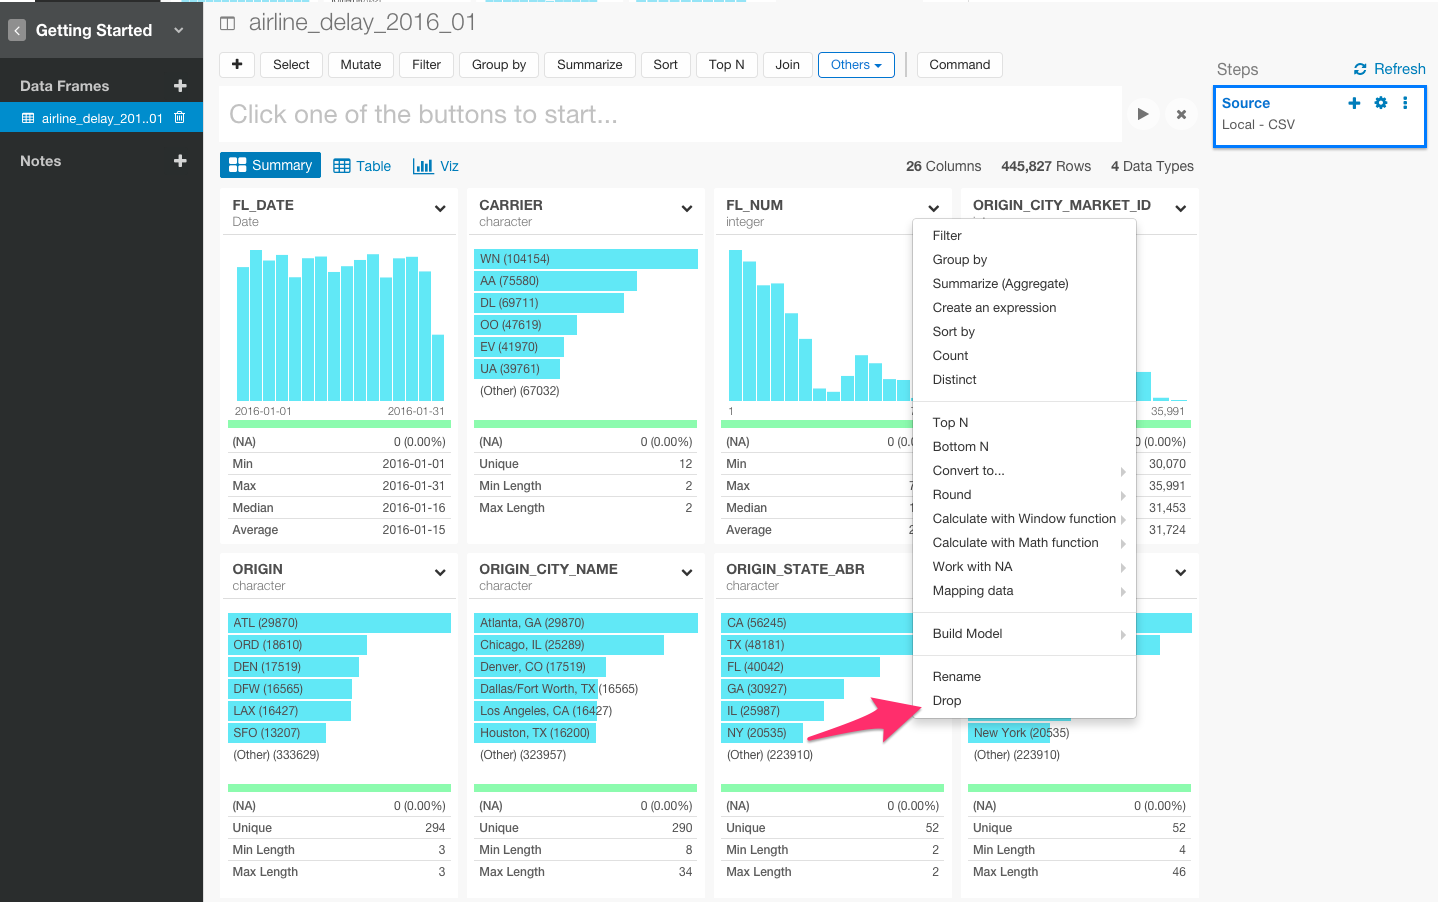 Getting Started
Data Frames
airline_delay_201..01
Notes
airline_delay_2016_01
Select Mutate Filter Group by Summarize Sort Top N Join Others Command
Click one of the buttons to start...
Summary Table Viz
26 Columns 445,827 Rows 4 Data Types
Steps Refresh
Source
Local - CSV
FL_DATE
Date
2016-01-01 2016-01-31
(NA) 0 (0.00%)
Min 2016-01-01
Max 2016-01-31
Median 2016-01-16
Average 2016-01-15
CARRIER
character
WN (104154)
AA (75580)
DL (69711)
OO (47619)
EV (41970)
UA (39761)
(Other) (67032)
(NA) 0 (0.00%)
Unique 12
Min Length 2
Max Length 2
FL_NUM
integer
1
(NA)
Min
Max
Median
Average
ORIGIN_CITY_MARKET_ID
35,991
(0.00%)
30,070
35,991
31,453
31,724
Filter
Group by
Summarize (Aggregate)
Create an expression
Sort by
Count
Distinct
Top N
Bottom N
Convert to...
Round
Calculate with Window function
Calculate with Math function
Work with NA
Mapping data
Build Model
Rename
Drop
ORIGIN
character
ATL (29870)
ORD (18610)
DEN (17519)
DFW (16565)
LAX (16427)
SFO (13207)
(Other) (333629)
(NA) 0 (0.00%)
Unique 294
Min Length 3
Max Length 3
ORIGIN_CITY_NAME
character
Atlanta, GA (29870)
Chicago, IL (25289)
Denver, CO (17519)
Dallas/Fort Worth, TX (16565)
Los Angeles, CA (16427)
Houston, TX (16200)
(Other) (323957)
(NA) 0 (0.00%)
Unique 290
Min Length 8
Max Length 34
ORIGIN_STATE_ABR
character
CA (56245)
TX (48181)
FL (40042)
GA (30927)
IL (25987)
NY (20535)
(Other) (223910)
(NA) 0 (0.00%)
Unique 52
Min Length 2
Max Length 2
New York (20535)
(Other) (223910)
(NA) 0 (0.00%)
Unique 52
Min Length 4
Max Length 46